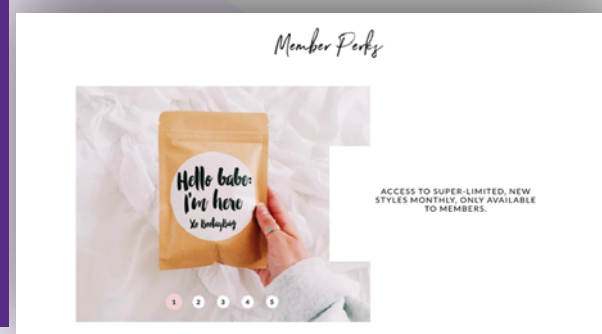 Member Perks
Hello babe:
I'm here
Xo BoobayBag
ACCESS TO SUPER-LIMITED, NEW
STYLES MONTHLY, ONLY AVAILABLE
TO MEMBERS.
1 2 3 4 5